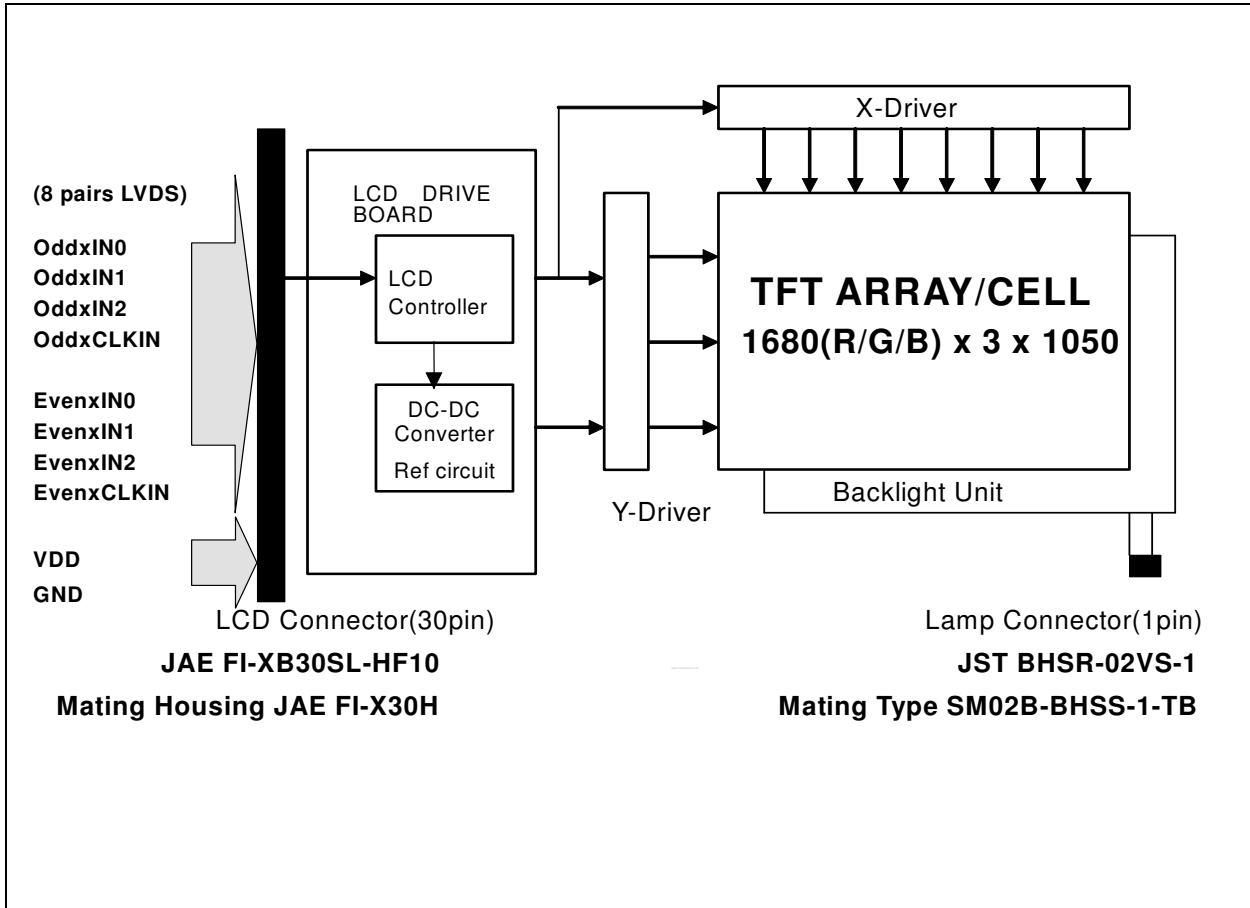 X-Driver
(8 pairs LVDS)
LCD DRIVE
BOARD
OddxIN0
OddxIN1
OddxIN2
OddxCLKIN
LCD
Controller
TFT ARRAY/CELL
1680(R/G/B) x 3 x 1050
EvenxIN0
EvenxIN1
EvenxIN2
EvenxCLKIN
DC-DC
Converter
Ref circuit
Backlight Unit
Y-Driver
VDD
GND
LCD Connector(30pin)
JAE FI-XB30SL-HF10
Mating Housing JAE FI-X30H
Lamp Connector(1pin)
JST BHSR-02VS-1
Mating Type SM02B-BHSS-1-TB